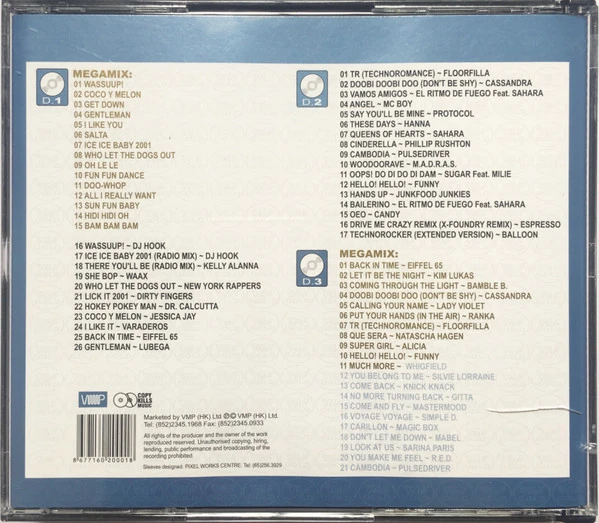 D.1
MEGAMIX:
01 WASSUUP!
02 COCO Y MELON
03 GET DOWN
04 GENTLEMAN
05 I LIKE YOU
06 SALTA
07 ICE ICE BABY 2001
08 WHO LET THE DOGS OUT
09 OH LE LE
10 FUN FUN DANCE
11 DOO-WHOP
12 ALL I REALLY WANT
13 SUN FUN BABY
14 HIDI HIDI OH
15 BAM BAM BAM
16 WASSUUP! ~ DJ HOOK
17 ICE ICE BABY (RADIO MIX) ~ DJ HOOK
18 THERE YOU'LL BE (RADIO MIX) ~ KELLY ALANNA
19 SHE BOP ~ WAAX
20 WHO LET THE DOGS OUT ~ NEW YORK RAPPERS
21 LICK IT 2001 ~ DIRTY FINGERS
22 HOKEY POKEY MAN ~ DR. CALCUTTA
23 COCO Y MELON ~ JESSICA JAY
24 I LIKE IT ~ VARADEROS
25 BACK IN TIME ~ EIFFEL 65
26 GENTLEMAN ~ LUBEGA
VMP
COPY KILLS MUSIC
Marketed by VMP (HK) Ltd ℗© VMP (HK) Ltd.
Tel: (852)2345.1968 Fax: (852)2345.0933
All rights of the producer and the owner of the work
reproduced reserved. Unauthorised copying, hiring,
lending, public performance and broadcasting of
the recording prohibited.
Sleeves designed: PIXEL WORKS CENTRE: Tel: (85)256.3929
8 677160 200018
D.2
01 TR (TECHNOROMANCE) ~ FLOORFILLA
02 DOOBI DOOBI DOO (DON'T BE SHY) ~ CASSANDRA
03 VAMOS AMIGOS ~ EL RITMO DE FUEGO Feat. SAHARA
04 ANGEL ~ MC BOY
05 SAY YOU'LL BE MINE ~ PROTOCOL
06 THESE DAYS ~ HANNA
07 QUEENS OF HEARTS ~ SAHARA
08 CINDERELLA ~ PHILLIP RUSHTON
09 CAMBODIA ~ PULSEDRIVER
10 WOODOORAVE ~ M.A.D.R.A.S.
11 OOPS! DO DI DO DI DAM ~ SUGAR Feat. MILIE
12 HELLO! HELLO! ~ FUNNY
13 HANDS UP ~ JUNKFOOD JUNKIES
14 BAILERINO ~ EL RITMO DE FUEGO Feat. SAHARA
15 OEO ~ CANDY
16 DRIVE ME CRAZY REMIX (X-FOUNDRY REMIX) ~ ESPRESSO
17 TECHNOROCKER (EXTENDED VERSION) ~ BALLOON
D.3
MEGAMIX:
01 BACK IN TIME ~ EIFFEL 65
02 LET IT BE THE NIGHT ~ KIM LUKAS
03 COMING THROUGH THE LIGHT ~ BAMBLE B.
04 DOOBI DOOBI DOO (DON'T BE SHY) ~ CASSANDRA
05 CALLING YOUR NAME ~ LADY VIOLET
06 PUT YOUR HANDS (IN THE AIR) ~ RANKA
07 TR (TECHNOROMANCE) ~ FLOORFILLA
08 QUE SERA ~ NATASCHA HAGEN
09 SUPER GIRL ~ ALICIA
10 HELLO! HELLO! ~ FUNNY
11 MUCH MORE ~ WHIGFIELD
12 YOU BELONG TO ME ~ SILVIE LORRAINE
13 COME BACK ~ KNICK KNACK
14 NO MORE TURNING BACK ~ GITTA
15 COME AND FLY ~ MASTERMOOD
16 VOYAGE VOYAGE ~ SIMPLE D.
17 CARILLON ~ MAGIC BOX
18 DON'T LET ME DOWN ~ MABEL
19 LOOK AT US ~ SARINA PARIS
20 YOU MAKE ME FEEL ~ R.E.D.
21 CAMBODIA ~ PULSEDRIVER